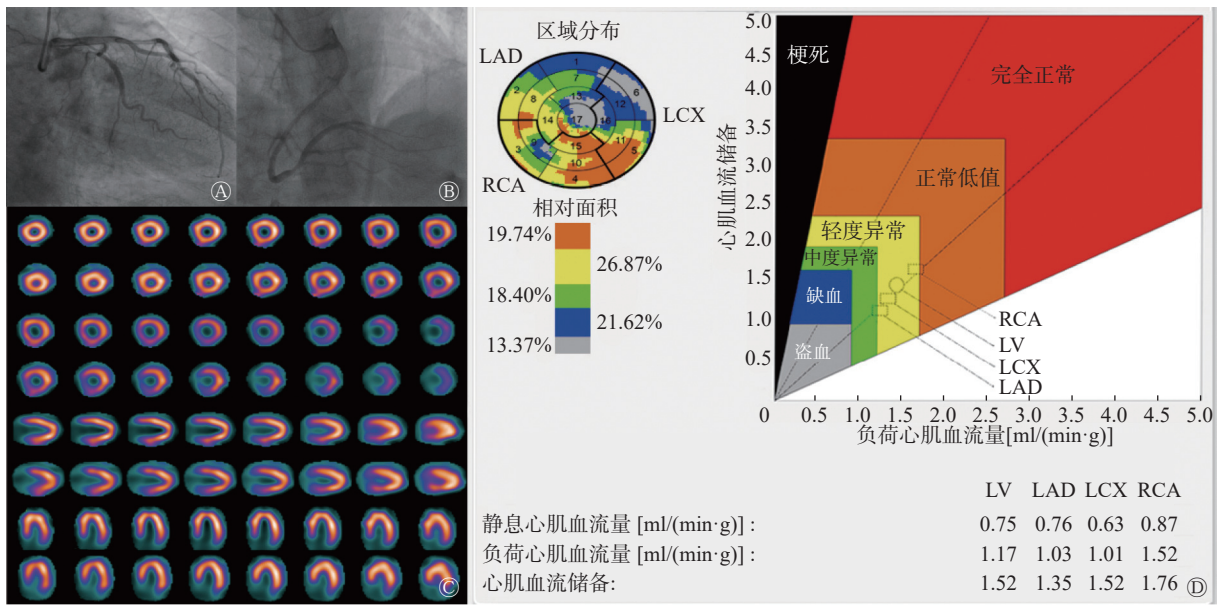 Ⓐ
Ⓑ
Ⓒ
区域分布
LAD
LCX
RCA
1
7
6
2
8
13
12
14
17
16
3
9
15
11
5
10
4
相对面积
19.74%
26.87%
18.40%
21.62%
13.37%
心肌血流储备
5.0
4.5
4.0
3.5
3.0
2.5
2.0
1.5
1.0
0.5
梗死
完全正常
正常低值
轻度异常
中度异常
缺血
盗血
RCA
LV
LCX
LAD
0 0.5 1.0 1.5 2.0 2.5 3.0 3.5 4.0 4.5 5.0
负荷心肌血流量[ml/(min·g)]
LV LAD LCX RCA
静息心肌血流量 [ml/(min·g)] : 0.75 0.76 0.63 0.87
负荷心肌血流量 [ml/(min·g)] : 1.17 1.03 1.01 1.52
心肌血流储备: 1.52 1.35 1.52 1.76
Ⓓ